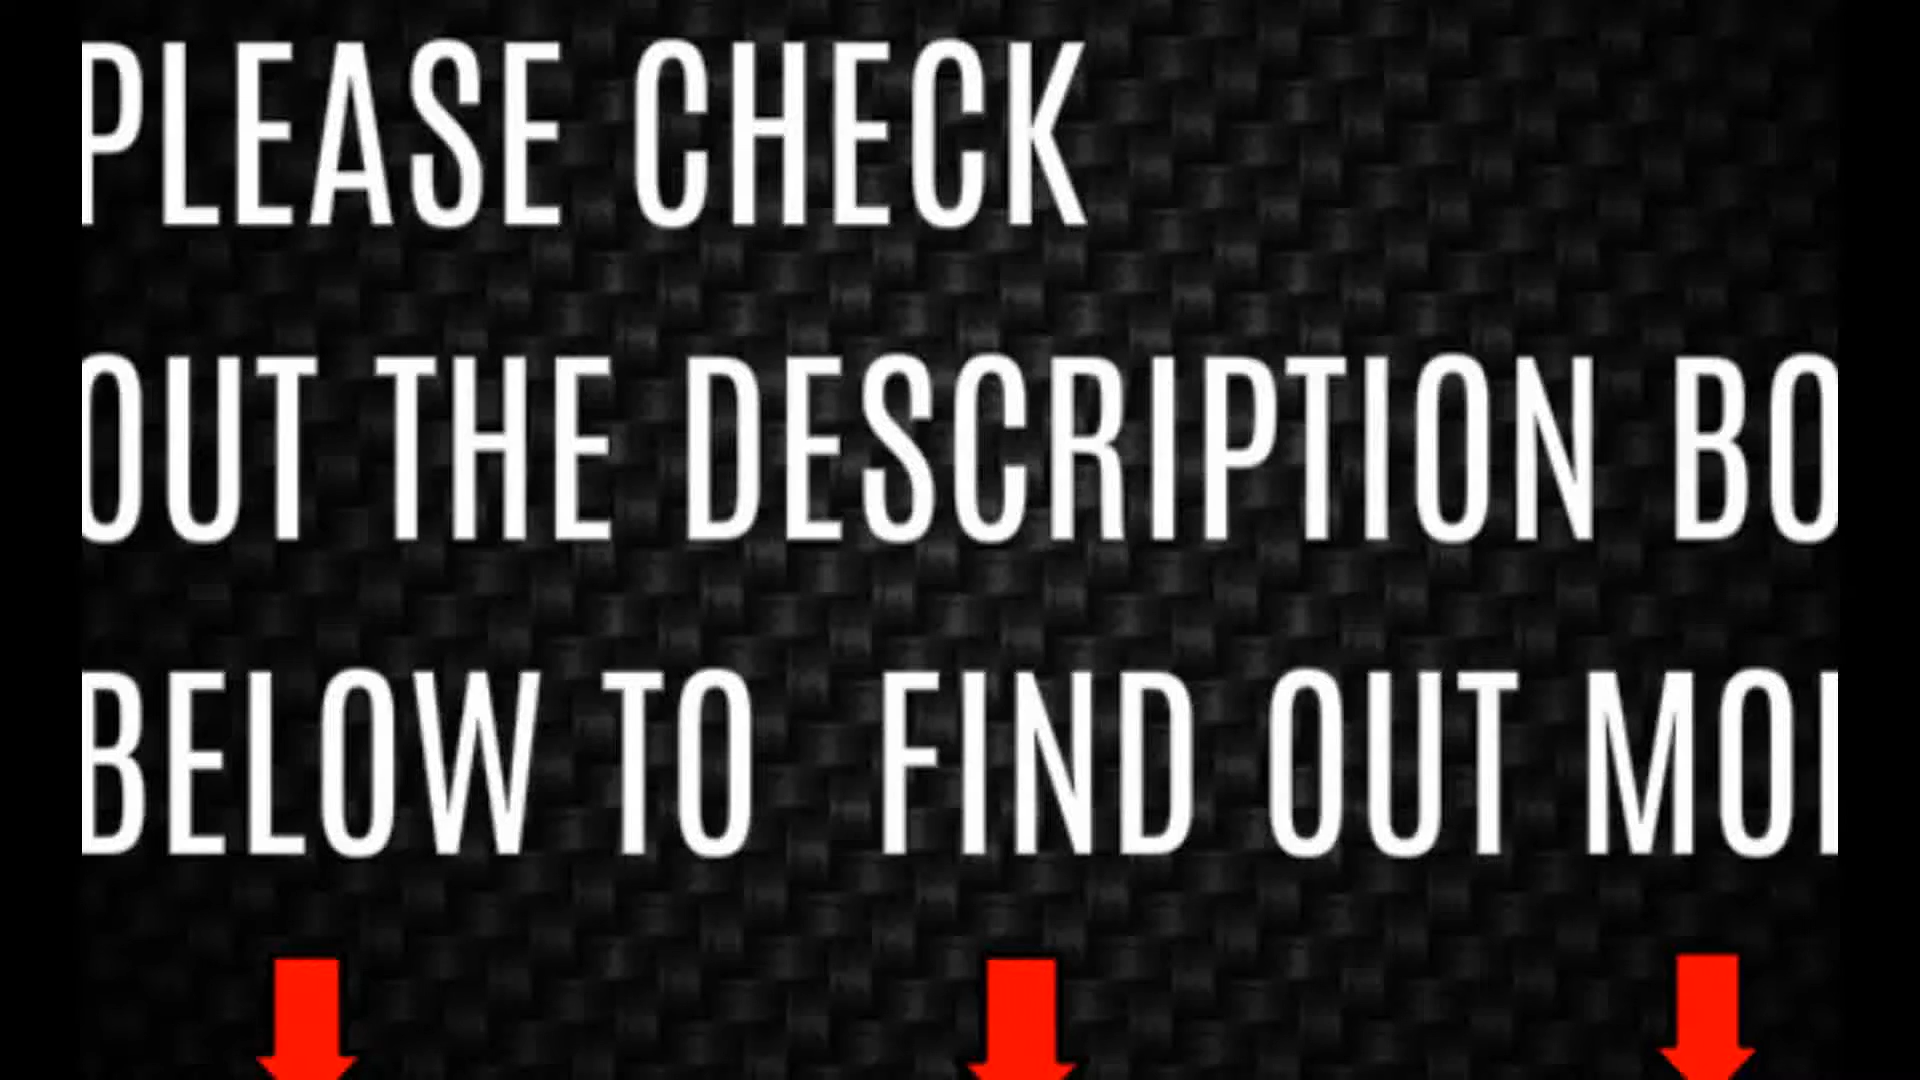 PLEASE CHECK
OUT THE DESCRIPTION BO
BELOW TO FIND OUT MO